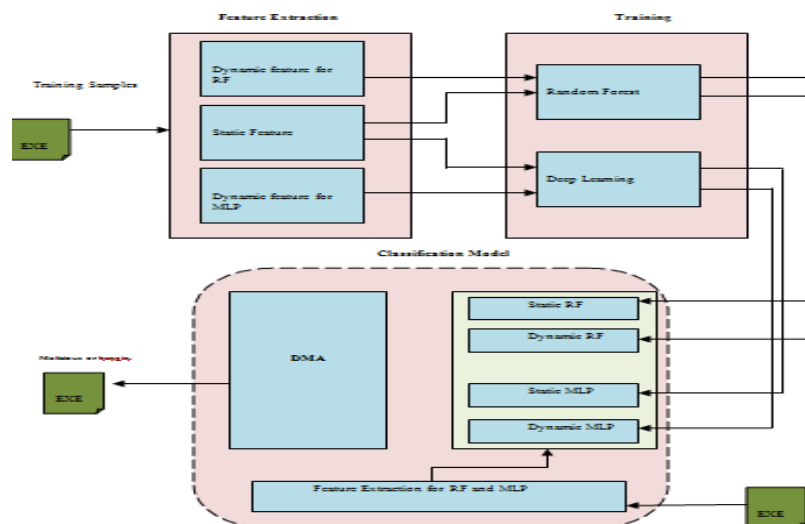 Feature Extraction
Training
Training Samples
EXE
Dynamic feature for
RF
Static Feature
Dynamic feature for
MLP
Random Forest
Deep Learning
Classification Model
DMA
Static RF
Dynamic RF
Static MLP
Dynamic MLP
Feature Extraction for RF and MLP
EXE
EXE